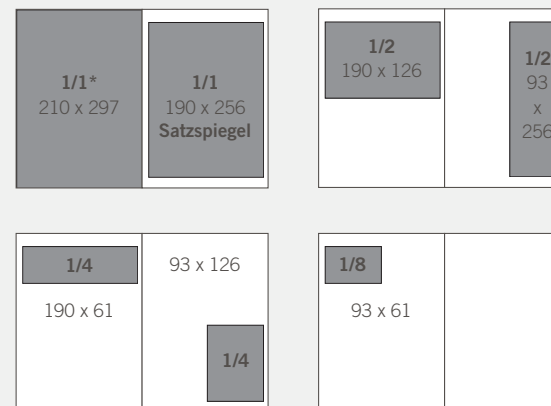 1/1*
210 x 297
1/1
190 x 256
Satzspiegel
1/2
190 x 126
1/2
93
x
256
1/4
190 x 61
93 x 126
1/4
1/8
93 x 61